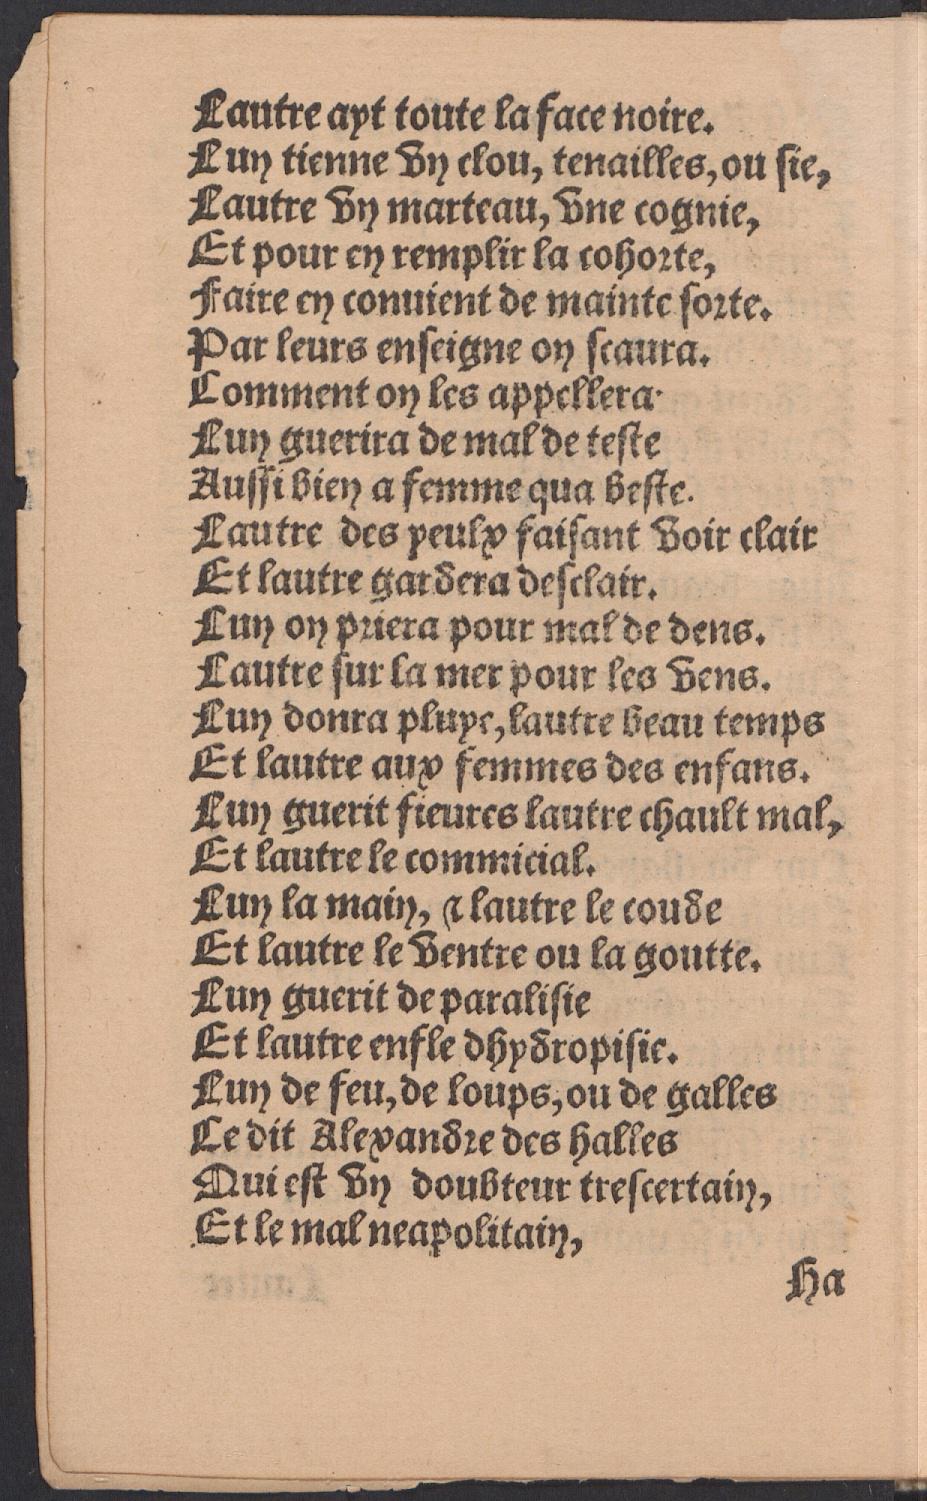 Lautre ayt toute la face noire.
Luy tienne vn clou, tenailles, ou sie,
Lautre vn marteau, vne cognie,
Et pour en remplir la cohorte,
Faire en conuient de mainte sorte.
Par leurs enseigne on scaura.
Comment on les appellera.
Lun guerira de mal de teste
Aussi bien a femme qua beste.
Lautre des yeulx faisant voir clair
Et lautre gardera desclair.
Lun on priera pour mal de dens.
Lautre sur la mer pour les vens.
Lun donra pluye, lautre beau temps
Et lautre aux femmes des enfans.
Lun guerit fieures lautre chault mal,
Et lautre le commicial.
Lun la main, & lautre le coude
Et lautre le ventre ou la goutte.
Lun guerit de paralisie
Et lautre enfle dhydropisie.
Lun de feu, de loups, ou de galles
Ce dit Alexandre des halles
Qui est vn doubteur trescertain,
Et le mal neapolitain,
Ha